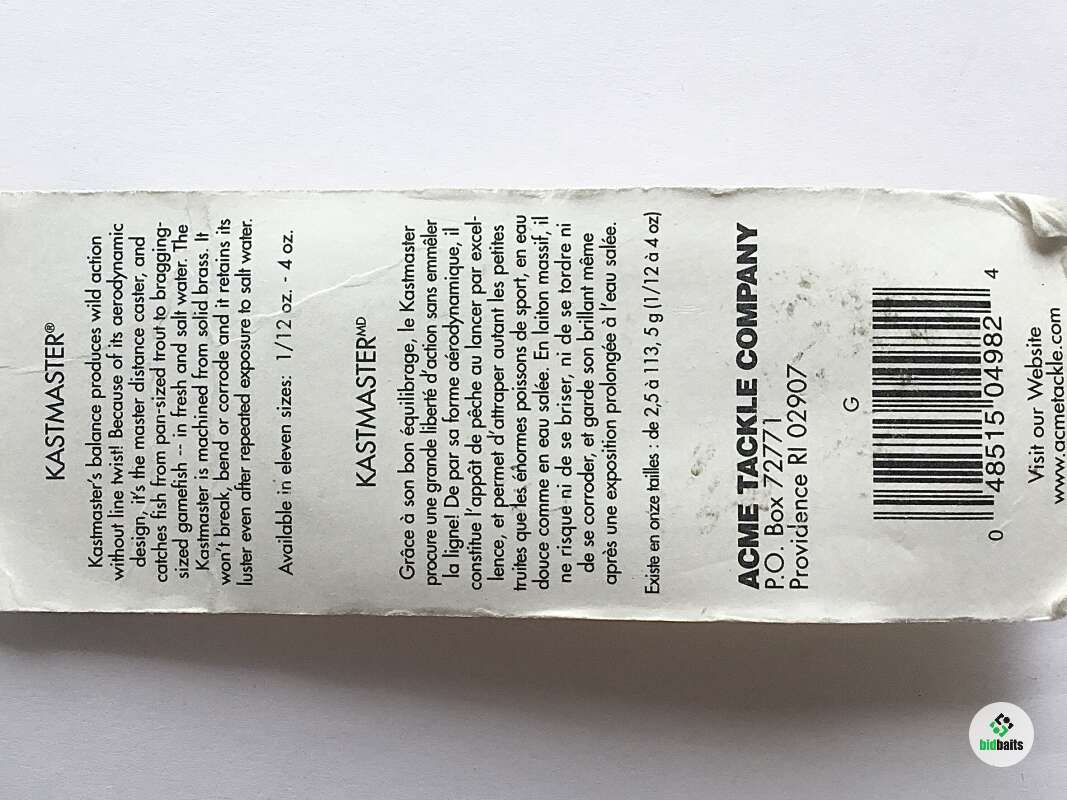 KASTMASTER®
Kastmaster's balance produces wild action
without line twist! Because of its aerodynamic
design, it's the master distance caster, and
catches fish from pan-sized trout to bragging-
sized gamefish -- in fresh and salt water. The
Kastmaster is machined from solid brass. It
won't break, bend or corrode and it retains its
luster even after repeated exposure to salt water.
Available in eleven sizes: 1/12 oz. - 4 oz.
KASTMASTERMD
Grâce à son bon équilibrage, le Kastmaster
procure une grande liberté d'action sans emmêler
la ligne! De par sa forme aérodynamique, il
constitue l'appât de pêche au lancer par excel-
lence, et permet d'attraper autant les petites
truites que les énormes poissons de sport, en eau
douce comme en eau salée. En laiton massif, il
ne risque ni de se briser, ni de se tordre ni
de se corroder, et garde son brillant même
après une exposition prolongée à l'eau salée.
Existe en onze tailles : de 2,5 à 113, 5 g (1/12 à 4 oz)
ACME TACKLE COMPANY
P.O. Box 72771
Providence RI 02907
G
0 48515 04982 4
Visit our Website
www.acmetackle.com
bidbaits